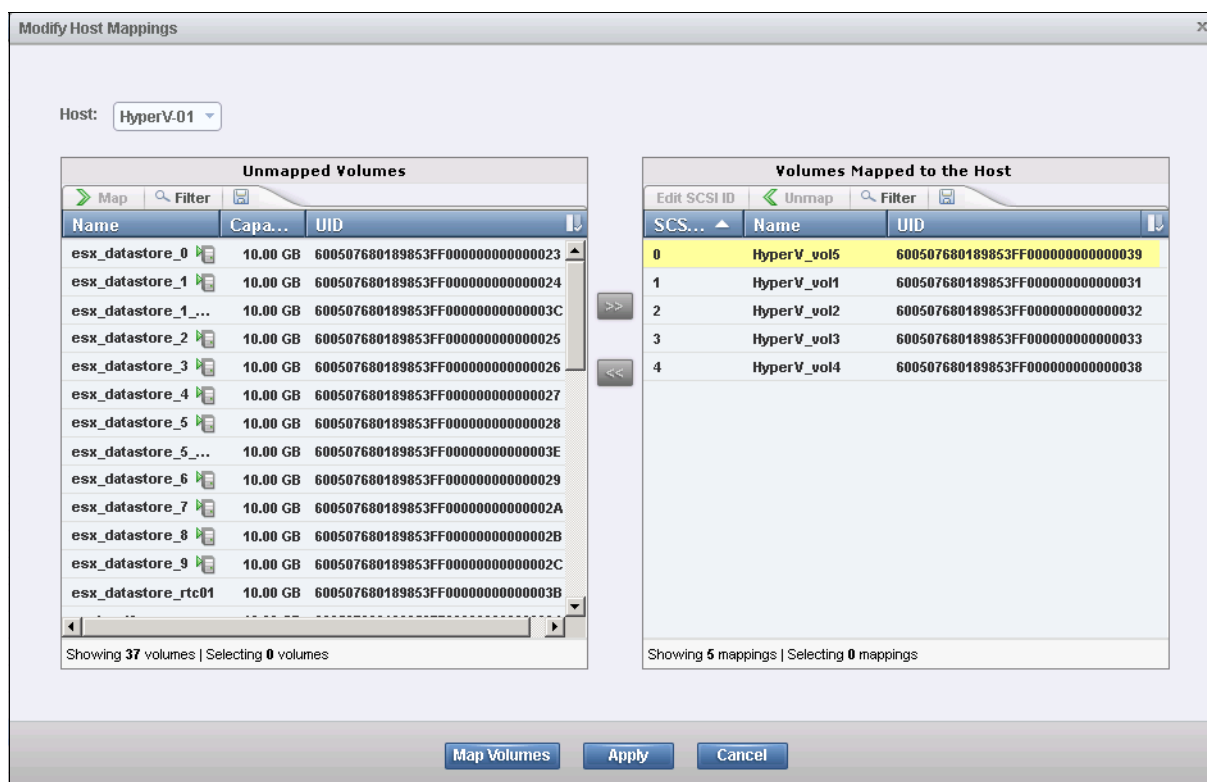 Modify Host Mappings
x
Host: HyperV-01
Unmapped Volumes
Map Filter
Name Capa... UID
esx_datastore_0 10.00 GB 600507680189853FF000000000000023
esx_datastore_1 10.00 GB 600507680189853FF000000000000024
esx_datastore_1_... 10.00 GB 600507680189853FF00000000000003C
esx_datastore_2 10.00 GB 600507680189853FF000000000000025
esx_datastore_3 10.00 GB 600507680189853FF000000000000026
esx_datastore_4 10.00 GB 600507680189853FF000000000000027
esx_datastore_5 10.00 GB 600507680189853FF000000000000028
esx_datastore_5_... 10.00 GB 600507680189853FF00000000000003E
esx_datastore_6 10.00 GB 600507680189853FF000000000000029
esx_datastore_7 10.00 GB 600507680189853FF00000000000002A
esx_datastore_8 10.00 GB 600507680189853FF00000000000002B
esx_datastore_9 10.00 GB 600507680189853FF00000000000002C
esx_datastore_rtc01 10.00 GB 600507680189853FF00000000000003B
Showing 37 volumes | Selecting 0 volumes
>>
<<
Volumes Mapped to the Host
Edit SCSI ID Unmap Filter
SCS... Name UID
0 HyperV_vol5 600507680189853FF000000000000039
1 HyperV_vol1 600507680189853FF000000000000031
2 HyperV_vol2 600507680189853FF000000000000032
3 HyperV_vol3 600507680189853FF000000000000033
4 HyperV_vol4 600507680189853FF000000000000038
Showing 5 mappings | Selecting 0 mappings
Map Volumes Apply Cancel